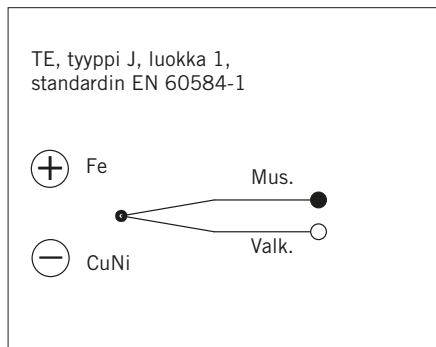 TE, tyyppi J, luokka 1,
standardin EN 60584-1
Fe
Mus.
Valk.
CuNi